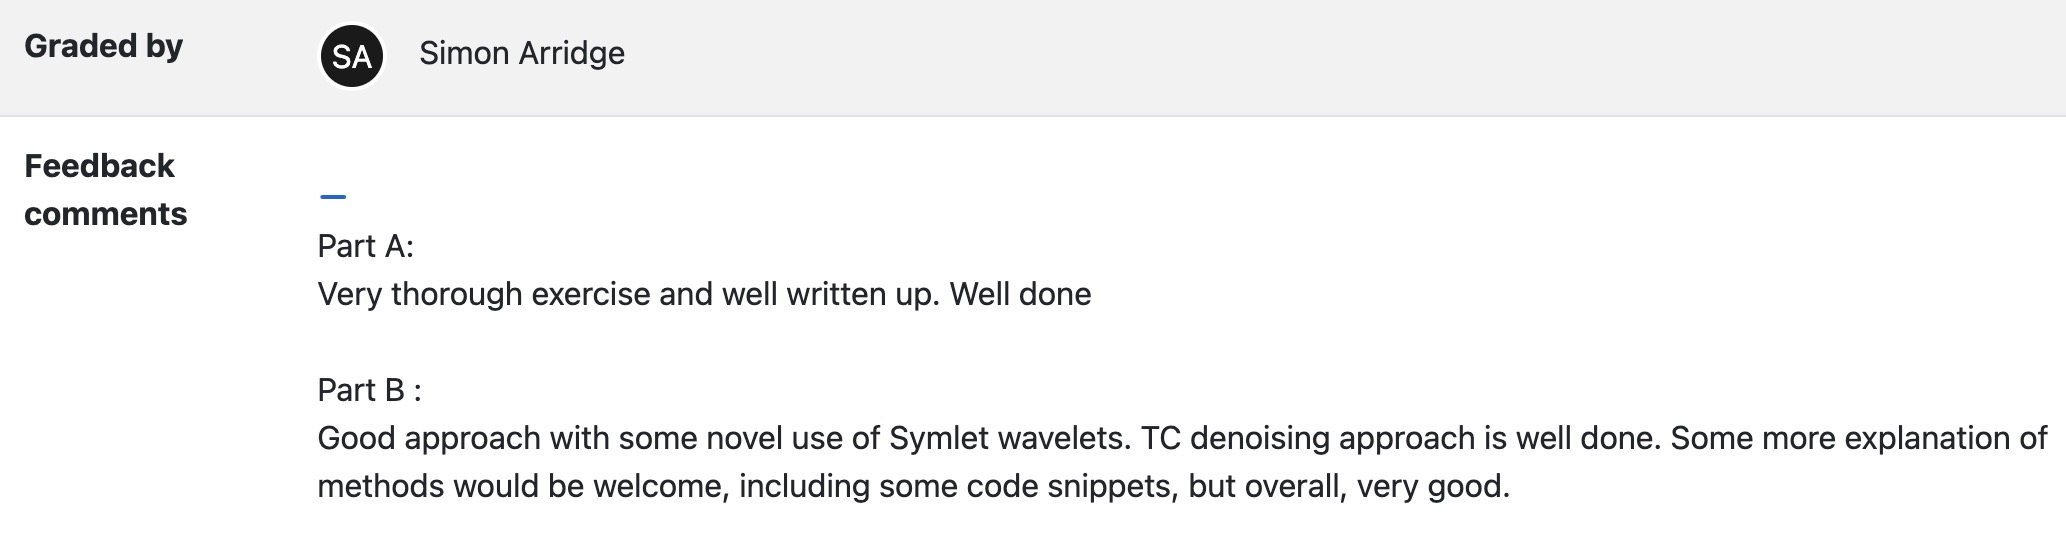 Graded by
SA
Simon Arridge
Feedback
comments
Part A:
Very thorough exercise and well written up. Well done
Part B :
Good approach with some novel use of Symlet wavelets. TC denoising approach is well done. Some more explanation of
methods would be welcome, including some code snippets, but overall, very good.